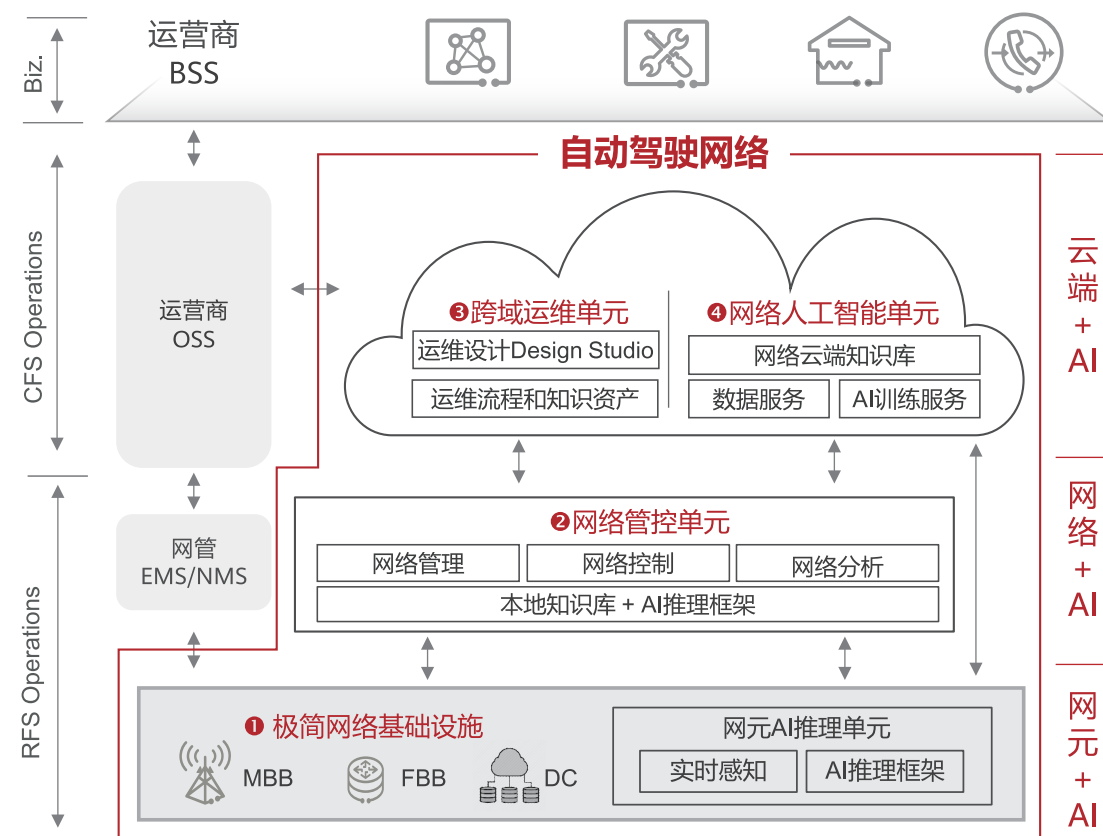 Biz.
运营商
BSS
自动驾驶网络
CFS Operations
运营商
OSS
❸跨域运维单元
运维设计Design Studio
运维流程和知识资产
❹网络人工智能单元
网络云端知识库
数据服务
AI训练服务
云端
+
AI
RFS Operations
网管
EMS/NMS
❷网络管控单元
网络管理
网络控制
网络分析
本地知识库 + AI推理框架
网络
+
AI
❶ 极简网络基础设施
MBB
FBB
DC
网元AI推理单元
实时感知
AI推理框架
网元
+
AI